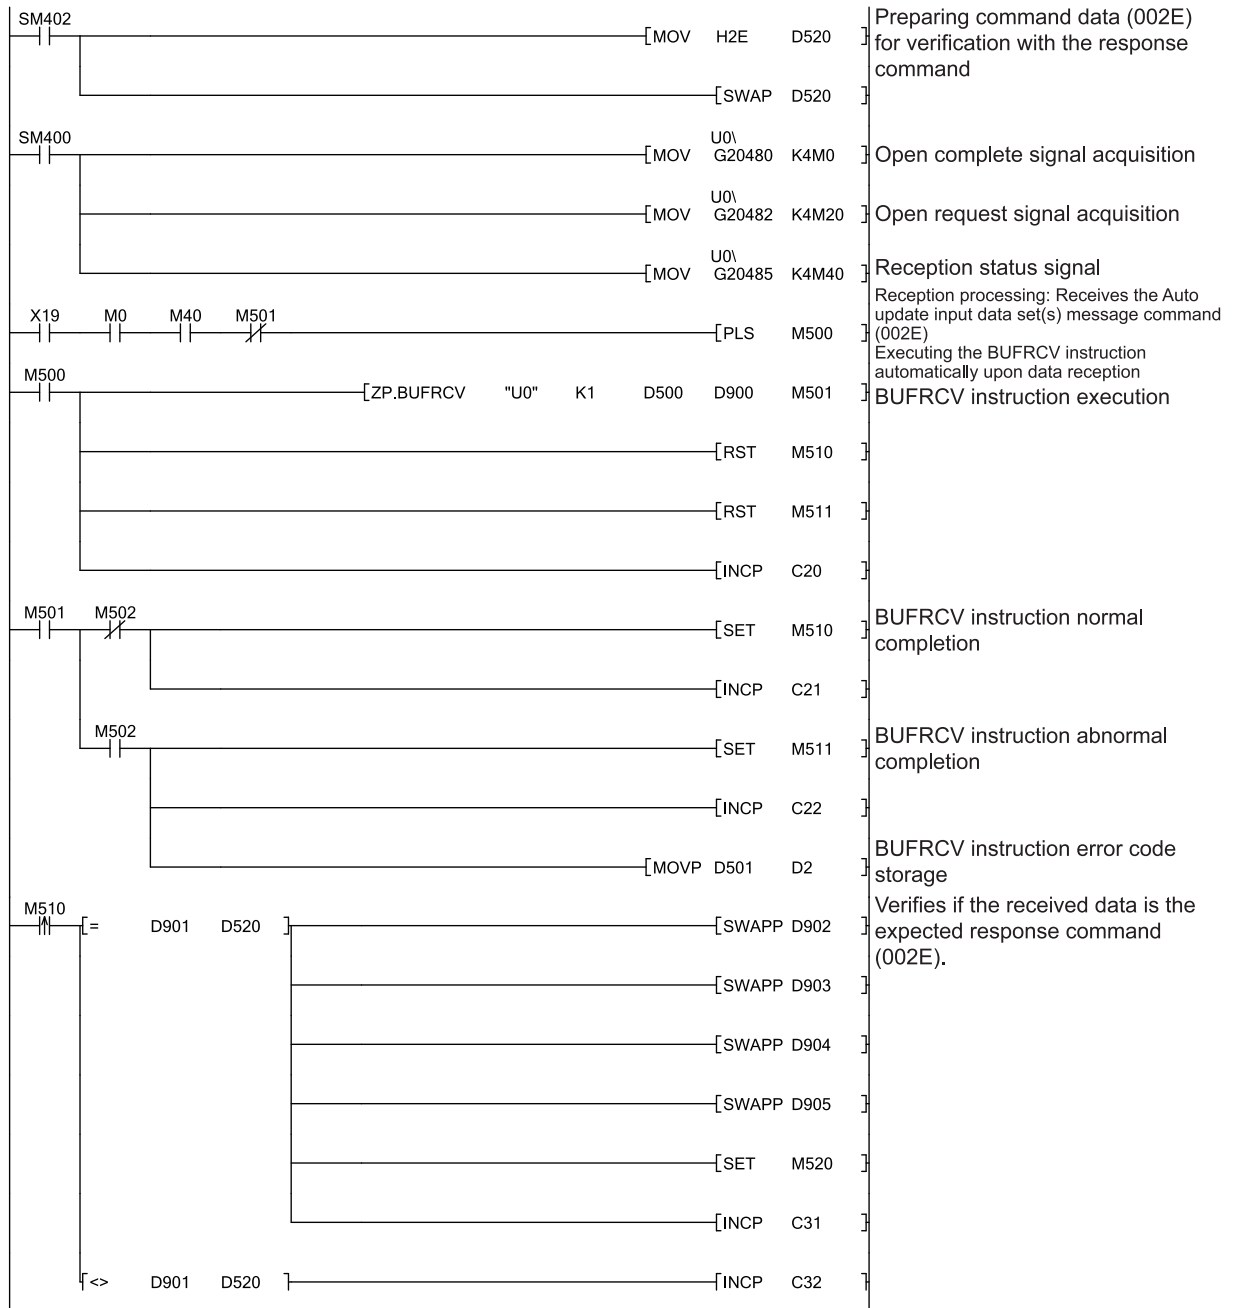 SM402
[MOV H2E D520 ]
Preparing command data (002E)
for verification with the response
command
[SWAP D520 ]
SM400
U0\
[MOV G20480 K4M0 ]
Open complete signal acquisition
U0\
[MOV G20482 K4M20 ]
Open request signal acquisition
U0\
[MOV G20485 K4M40 ]
Reception status signal
Reception processing: Receives the Auto
update input data set(s) message command
(002E)
X19 M0 M40 M501
[PLS M500 ]
Executing the BUFRCV instruction
automatically upon data reception
M500
[ZP.BUFRCV "U0" K1 D500 D900 M501 ]
BUFRCV instruction execution
[RST M510 ]
[RST M511 ]
[INCP C20 ]
M501 M502
[SET M510 ]
BUFRCV instruction normal
completion
[INCP C21 ]
M502
[SET M511 ]
BUFRCV instruction abnormal
completion
[INCP C22 ]
[MOVP D501 D2 ]
BUFRCV instruction error code
storage
M510
[= D901 D520 ]
[SWAPP D902 ]
Verifies if the received data is the
expected response command
(002E).
[SWAPP D903 ]
[SWAPP D904 ]
[SWAPP D905 ]
[SET M520 ]
[INCP C31 ]
[<> D901 D520 ]
[INCP C32 ]